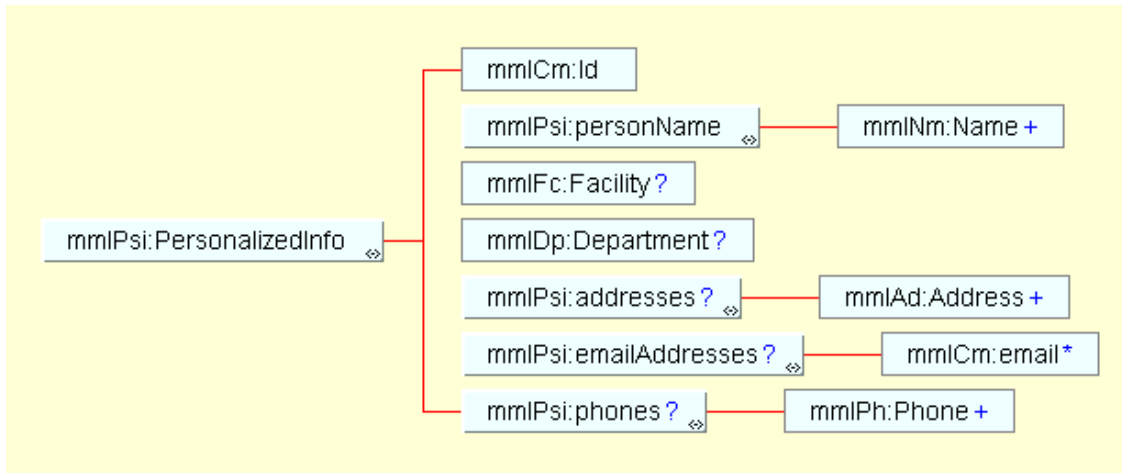 mmlCm:Id
mmlPsi:personName
mmlNm:Name +
mmlFc:Facility ?
mmlPsi:PersonalizedInfo
mmlDp:Department ?
mmlPsi:addresses ?
mmlAd:Address +
mmlPsi:emailAddresses ?
mmlCm:email *
mmlPsi:phones ?
mmlPh:Phone +